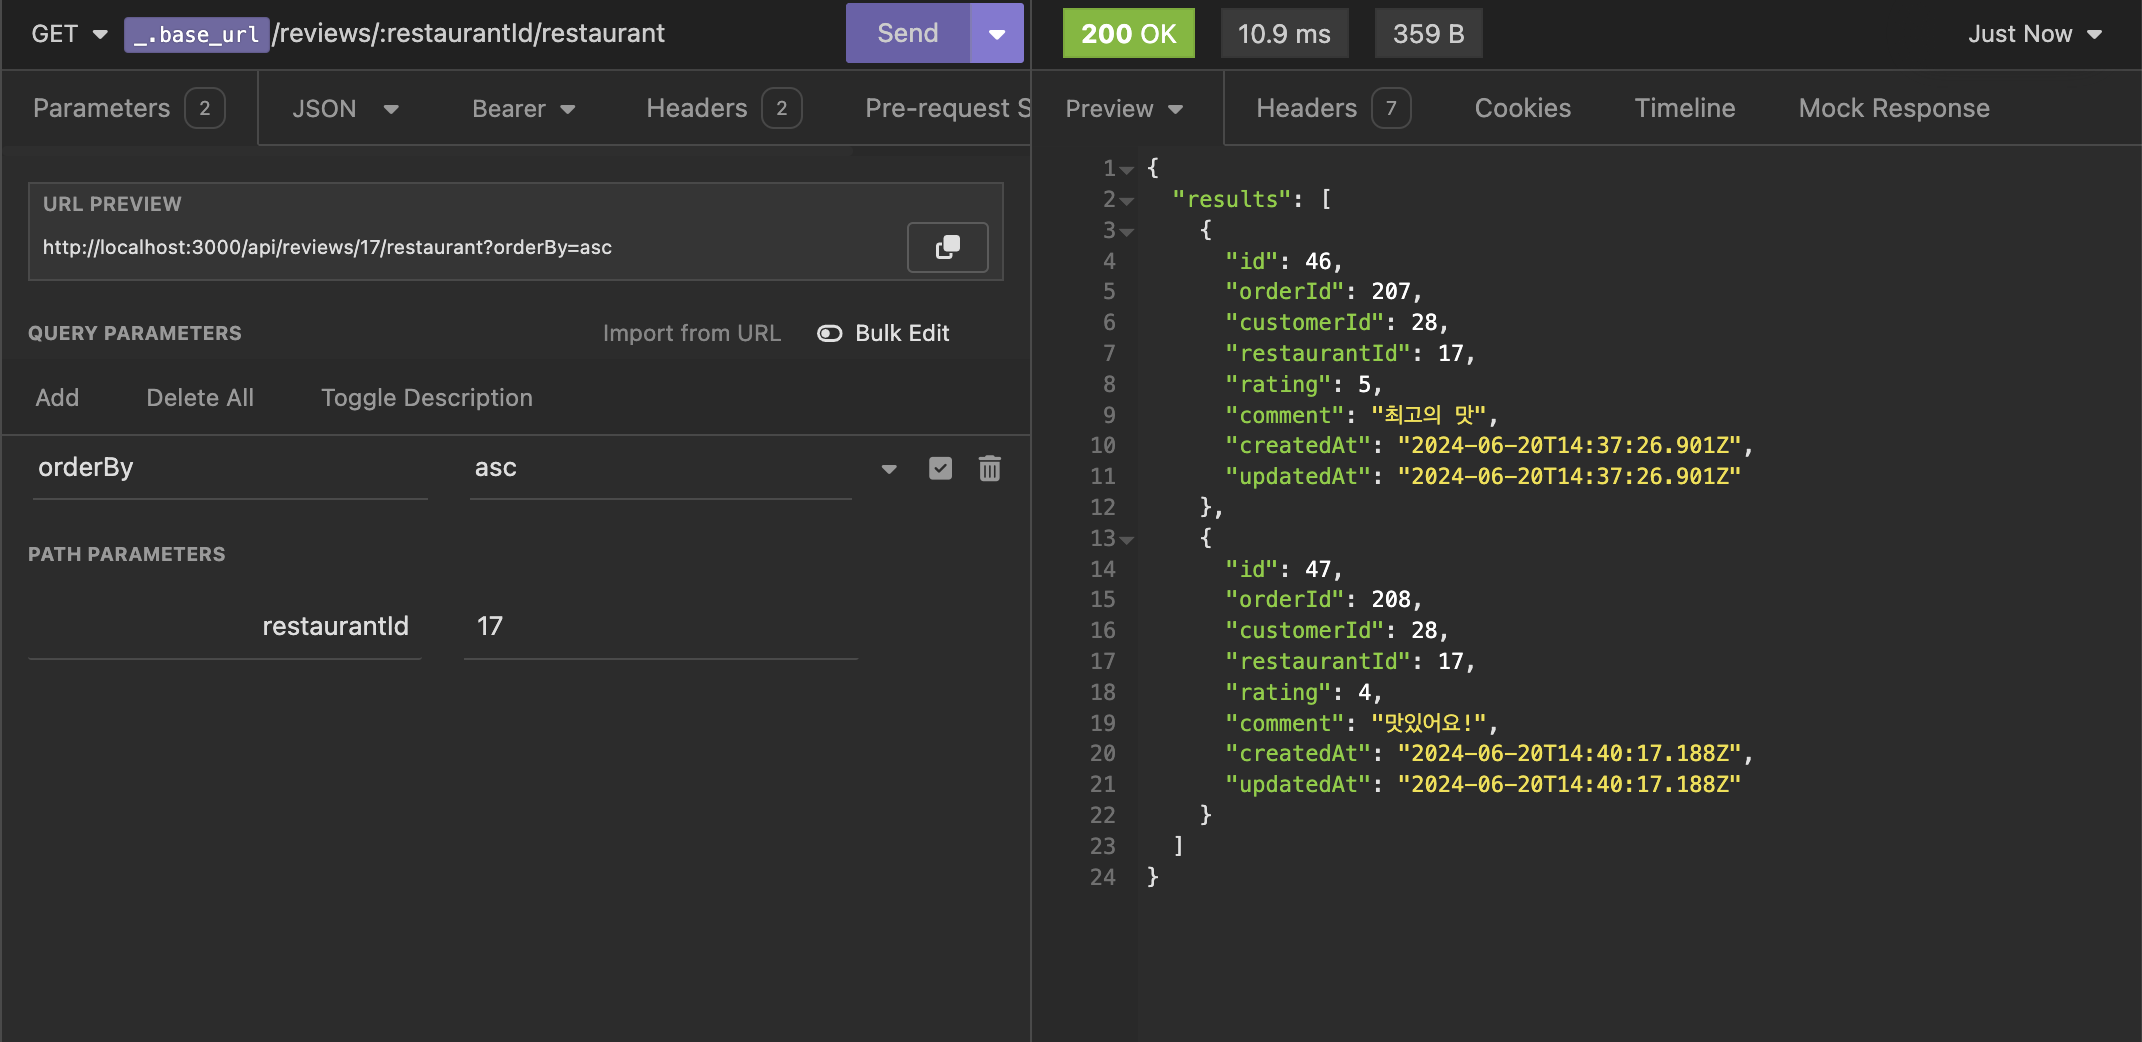 GET _.base_url/reviews/:restaurantId/restaurant Send
Parameters 2 JSON Bearer Headers 2 Pre-request S
URL PREVIEW
http://localhost:3000/api/reviews/17/restaurant?orderBy=asc
QUERY PARAMETERS Import from URL Bulk Edit
Add Delete All Toggle Description
orderBy asc
PATH PARAMETERS
restaurantId 17
200 OK 10.9 ms 359 B Just Now
Preview Headers 7 Cookies Timeline Mock Response
1 {
2 "results": [
3 {
4 "id": 46,
5 "orderId": 207,
6 "customerId": 28,
7 "restaurantId": 17,
8 "rating": 5,
9 "comment": "최고의 맛",
10 "createdAt": "2024-06-20T14:37:26.901Z",
11 "updatedAt": "2024-06-20T14:37:26.901Z"
12 },
13 {
14 "id": 47,
15 "orderId": 208,
16 "customerId": 28,
17 "restaurantId": 17,
18 "rating": 4,
19 "comment": "맛있어요!",
20 "createdAt": "2024-06-20T14:40:17.188Z",
21 "updatedAt": "2024-06-20T14:40:17.188Z"
22 }
23 ]
24 }